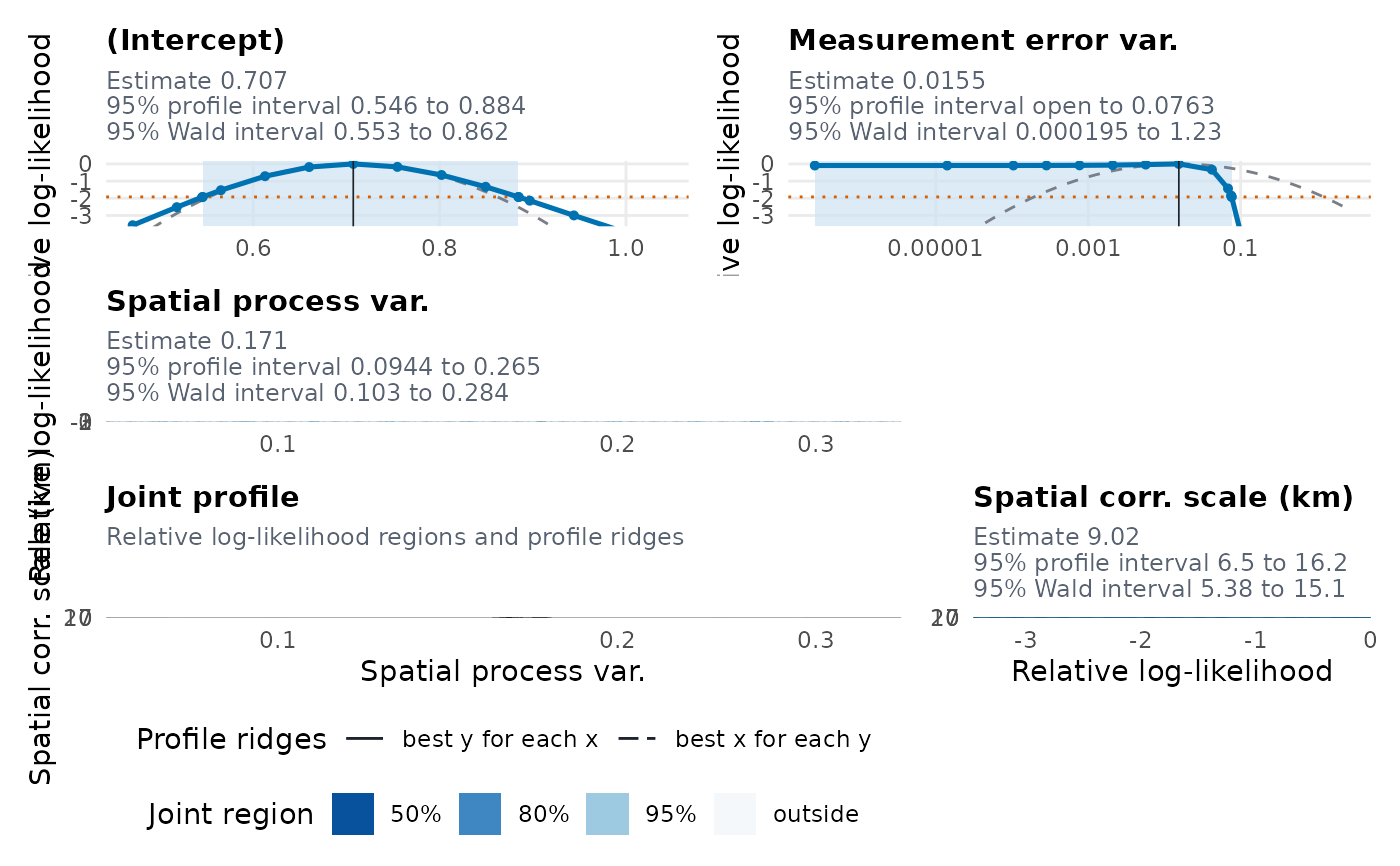 (Intercept)
Estimate 0.707
95% profile interval 0.546 to 0.884
95% Wald interval 0.553 to 0.862
0
-1
-2
-3
0.6 0.8 1.0
log-likelihood
Measurement error var.
Estimate 0.0155
95% profile interval open to 0.0763
95% Wald interval 0.000195 to 1.23
0
-1
-2
-3
0.00001 0.001 0.1
log-likelihood
Spatial process var.
Estimate 0.171
95% profile interval 0.0944 to 0.265
95% Wald interval 0.103 to 0.284
0.1 0.2 0.3
log-likelihood
Joint profile
Relative log-likelihood regions and profile ridges
0.1 0.2 0.3
Spatial process var.
Spatial corr. scale (km)
Spatial corr. scale (km)
Estimate 9.02
95% profile interval 6.5 to 16.2
95% Wald interval 5.38 to 15.1
-3 -2 -1 0
Relative log-likelihood
Profile ridges best y for each x best x for each y
Joint region 50% 80% 95% outside